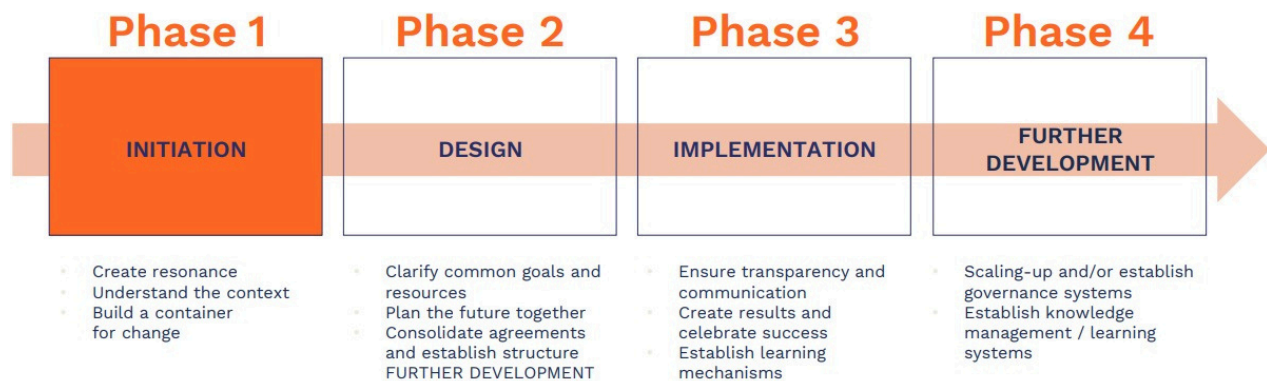 Phase 1
Phase 2
Phase 3
Phase 4
INITIATION
DESIGN
IMPLEMENTATION
FURTHER
DEVELOPMENT
Create resonance
Understand the context
Build a container
for change
Clarify common goals and
resources
Plan the future together
Consolidate agreements
and establish structure
FURTHER DEVELOPMENT
Ensure transparency and
communication
Create results and
celebrate success
Establish learning
mechanisms
Scaling-up and/or establish
governance systems
Establish knowledge
management / learning
systems